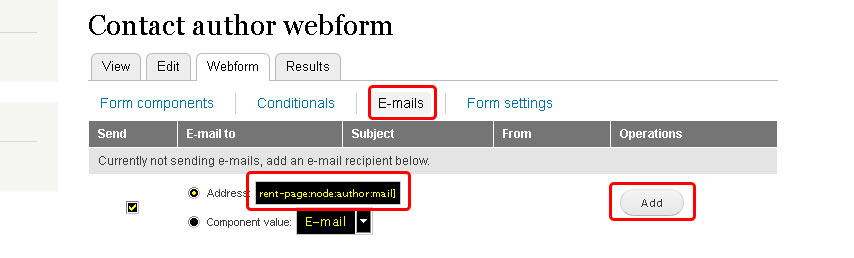 Contact author webform
View Edit Webform Results
Form components Conditionals E-mails Form settings
Send E-mail to Subject From Operations
Currently not sending e-mails, add an e-mail recipient below.
Address: rent-page:node:author:mail]
Add
Component value: E-mail